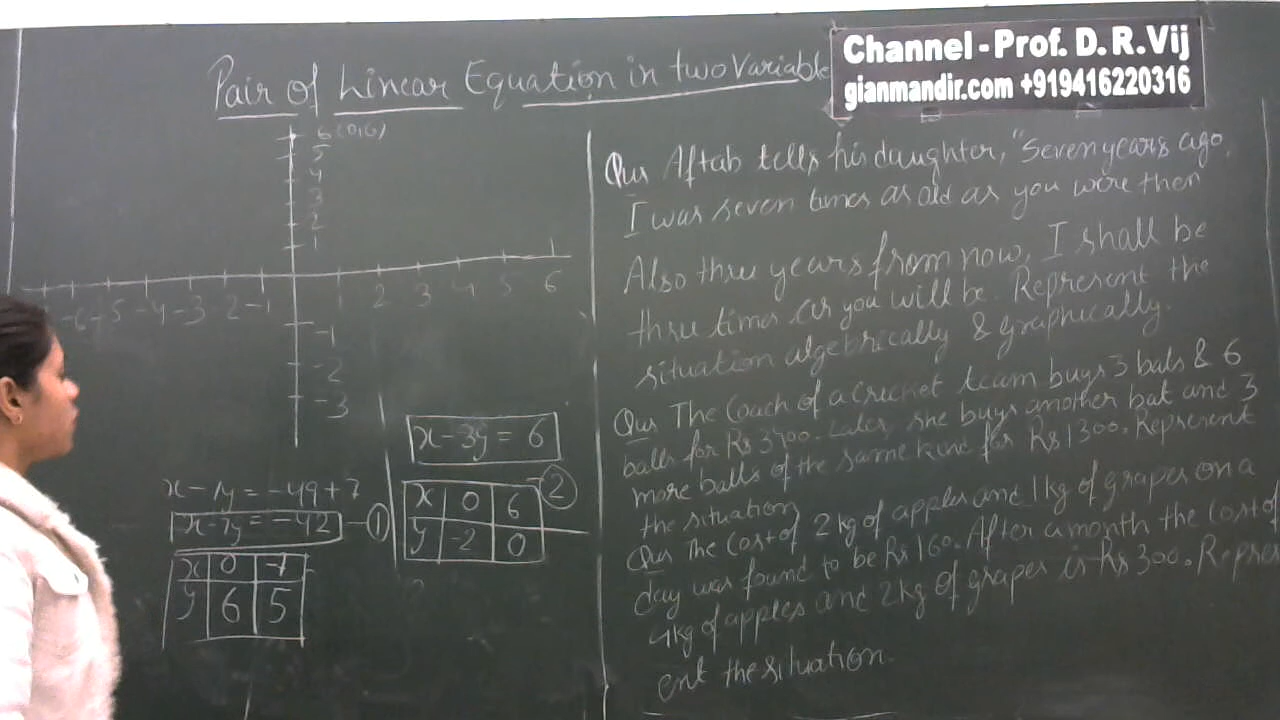 Pair of Linear Equation in two Variable
Channel - Prof. D. R. Vij
gianmandir.com +919416220316
6 (0,6)
5
4
3
2
1
-6 -5 -4 -3 -2 -1 1 2 3 4 5 6
-1
-2
-3
x - 7y = -49 + 7
x - 7y = -42 - ①
x 0 -7
y 6 5
x - 3y = 6
- ②
x 0 6
y -2 0
Qus Aftab tells his daughter, "Seven years ago,
I was seven times as old as you were then
Also three years from now, I shall be
three times as you will be. Represent the
situation algebrically & graphically.
Qus The Coach of a cricket team buys 3 bats & 6
balls for Rs 3900. Later, she buys another bat and 3
more balls of the same kind for Rs 1300. Represent
the situation
Qus The Cost of 2 kg of apples and 1 kg of grapes on a
day was found to be Rs 160. After a month the Cost of
4kg of apples and 2kg of grapes is Rs 300. Repres
ent the situation.